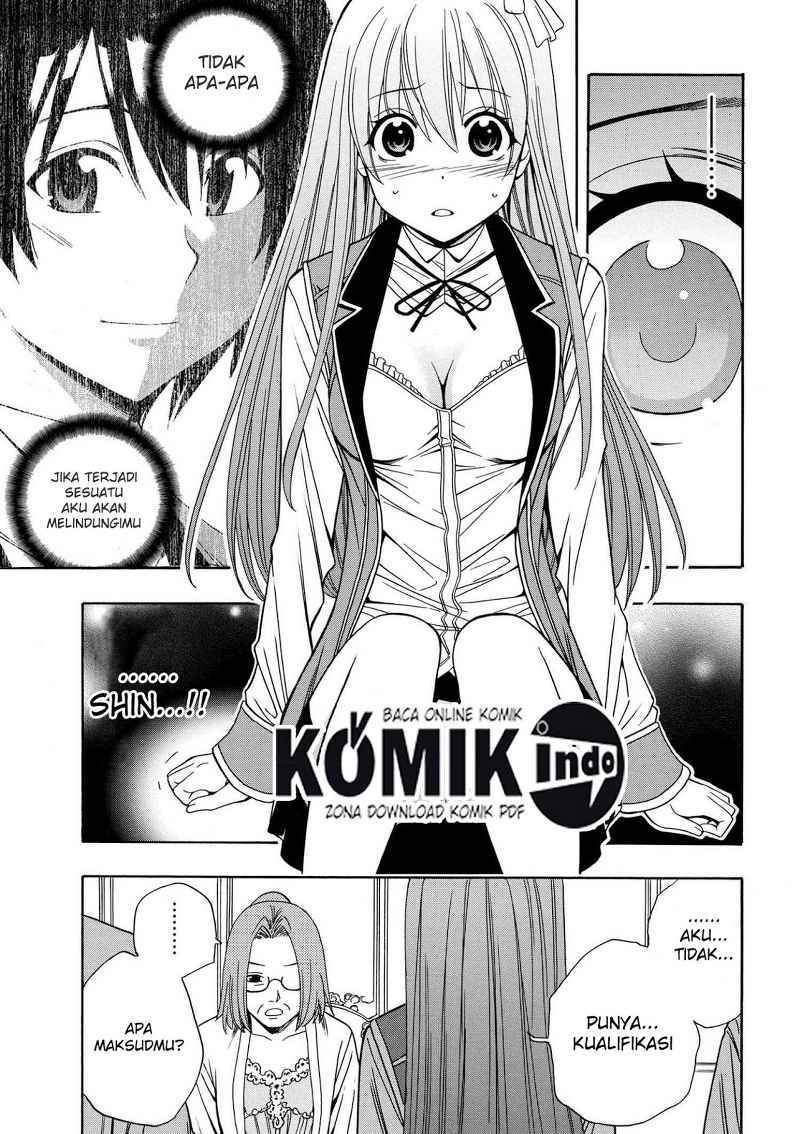 TIDAK
APA-APA
..........
JIKA TERJADI
SESUATU
AKU AKAN
MELINDUNGIMU
......
SHIN...!!
BACA ONLINE KOMIK
KOMIK indo
ZONA DOWNLOAD KOMIK PDF
......
AKU...
TIDAK...
PUNYA...
KUALIFIKASI
......
APA
MAKSUDMU?